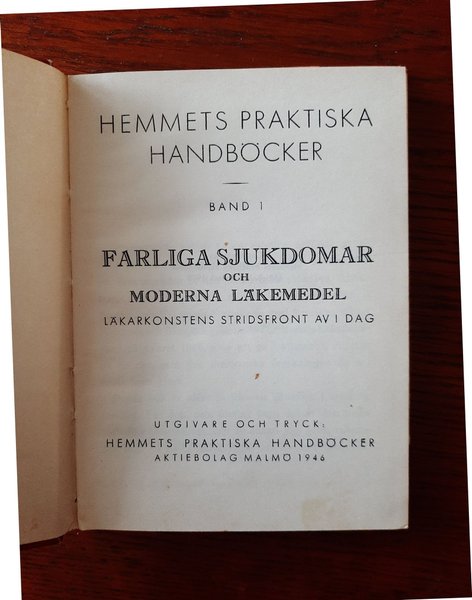 HEMMETS PRAKTISKA
HANDBÖCKER
BAND 1
FARLIGA SJUKDOMAR
OCH
MODERNA LÄKEMEDEL
LÄKARKONSTENS STRIDSFRONT AV I DAG
UTGIVARE OCH TRYCK:
HEMMETS PRAKTISKA HANDBÖCKER
AKTIEBOLAG MALMÖ 1946